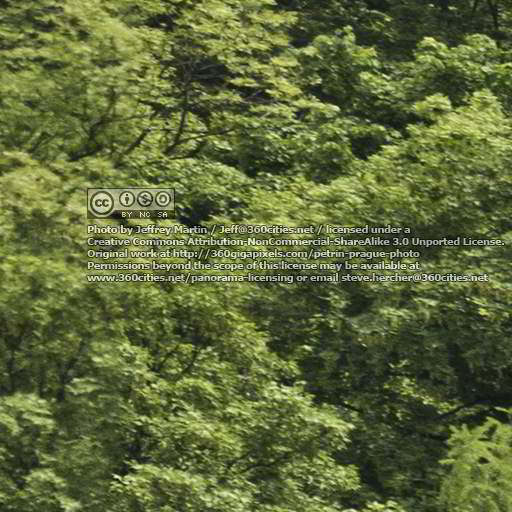 cc BY NC SA
Photo by Jeffrey Martin / Jeff@360cities.net / licensed under a
Creative Commons Attribution-NonCommercial-ShareAlike 3.0 Unported License.
Original work at http://360gigapixels.com/petrin-prague-photo
Permissions beyond the scope of this license may be available at
www.360cities.net/panorama-licensing or email steve.hercher@360cities.net